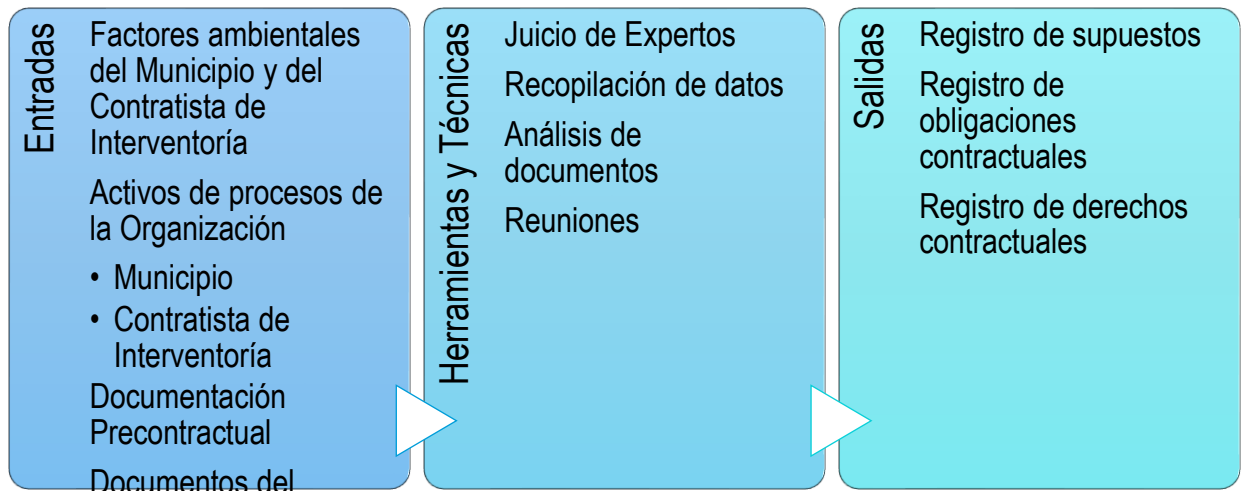 Entradas
Factores ambientales
del Municipio y del
Contratista de
Interventoría
Activos de procesos de
la Organización
• Municipio
• Contratista de
Interventoría
Documentación
Precontractual
Documentos del
Herramientas y Técnicas
Juicio de Expertos
Recopilación de datos
Análisis de
documentos
Reuniones
Salidas
Registro de supuestos
Registro de
obligaciones
contractuales
Registro de derechos
contractuales